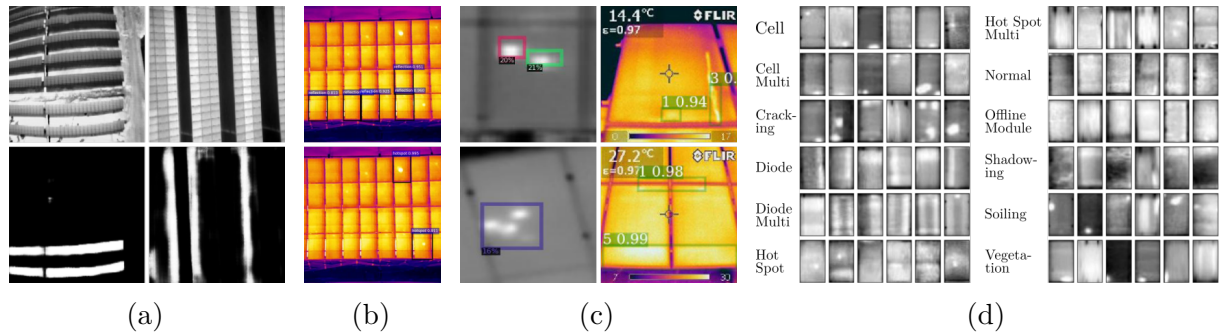 20%
21%
14.4°C
ε=0.97
FLIR
3 0.
1 0.94
0
17
27.2°C
ε=0.97
FLIR
1 0.98
5 0.99
7
30
Cell
Cell
Multi
Crack-
ing
Diode
Diode
Multi
Hot
Spot
Hot Spot
Multi
Normal
Offline
Module
Shadow-
ing
Soiling
Vegeta-
tion
(a)
(b)
(c)
(d)